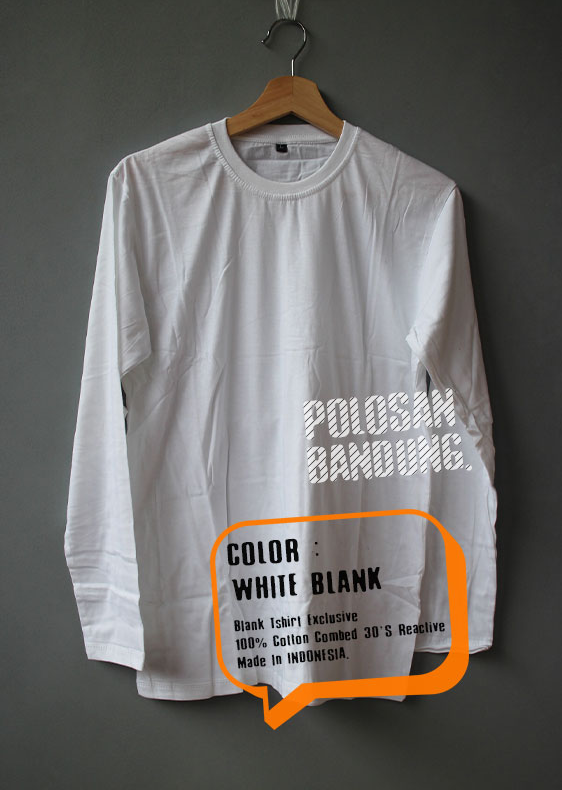 POLOSAN
BANDUNG.
COLOR :
WHITE BLANK
Blank Tshirt Exclusive
100% Cotton Combed 30'S Reactive
Made In INDONESIA.